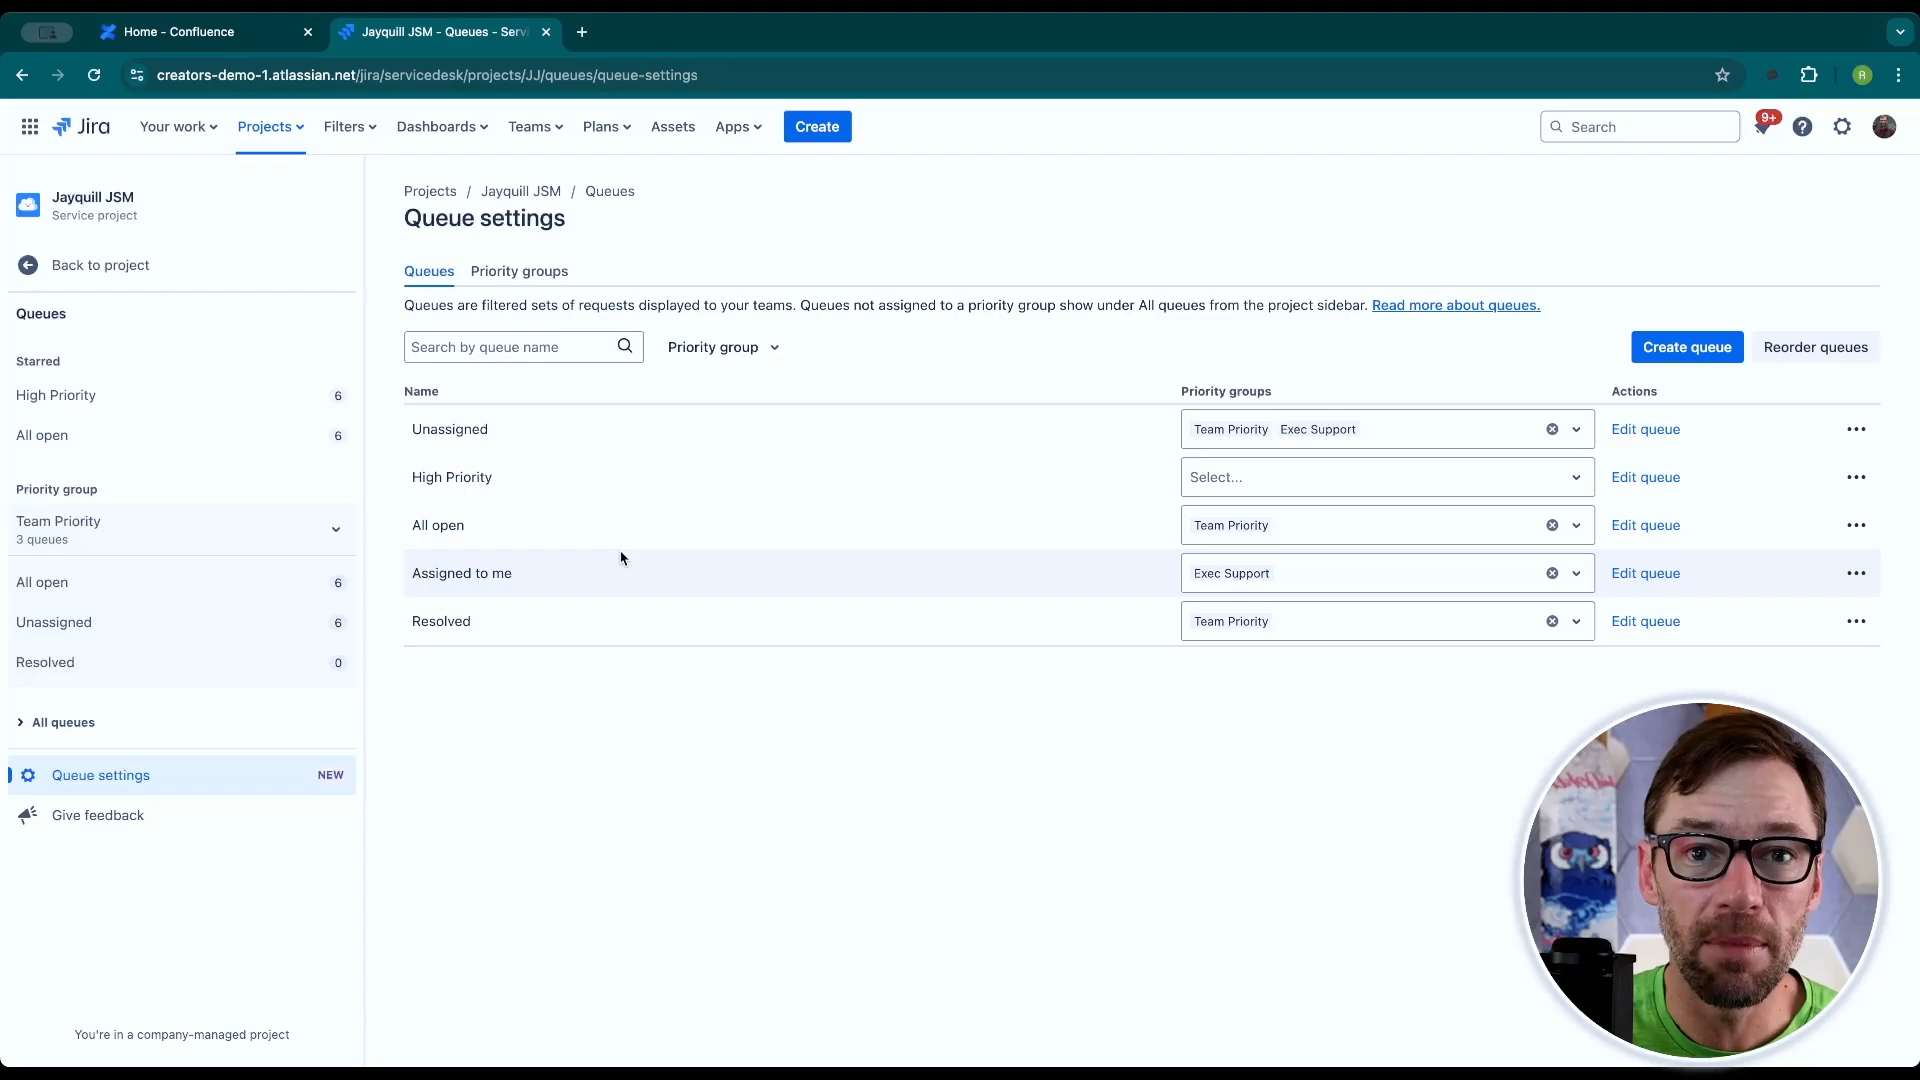 Home - Confluence
Jayquill JSM - Queues - Serv
creators-demo-1.atlassian.net/jira/servicedesk/projects/JJ/queues/queue-settings
R
Jira
Your work
Projects
Filters
Dashboards
Teams
Plans
Assets
Apps
Create
Search
9+
Jayquill JSM
Service project
Back to project
Queues
Starred
High Priority 6
All open 6
Priority group
Team Priority
3 queues
All open 6
Unassigned 6
Resolved 0
All queues
Queue settings NEW
Give feedback
You're in a company-managed project
Projects / Jayquill JSM / Queues
Queue settings
Queues Priority groups
Queues are filtered sets of requests displayed to your teams. Queues not assigned to a priority group show under All queues from the project sidebar. Read more about queues.
Search by queue name
Priority group
Create queue
Reorder queues
Name Priority groups Actions
Unassigned Team Priority Exec Support Edit queue
High Priority Select... Edit queue
All open Team Priority Edit queue
Assigned to me Exec Support Edit queue
Resolved Team Priority Edit queue